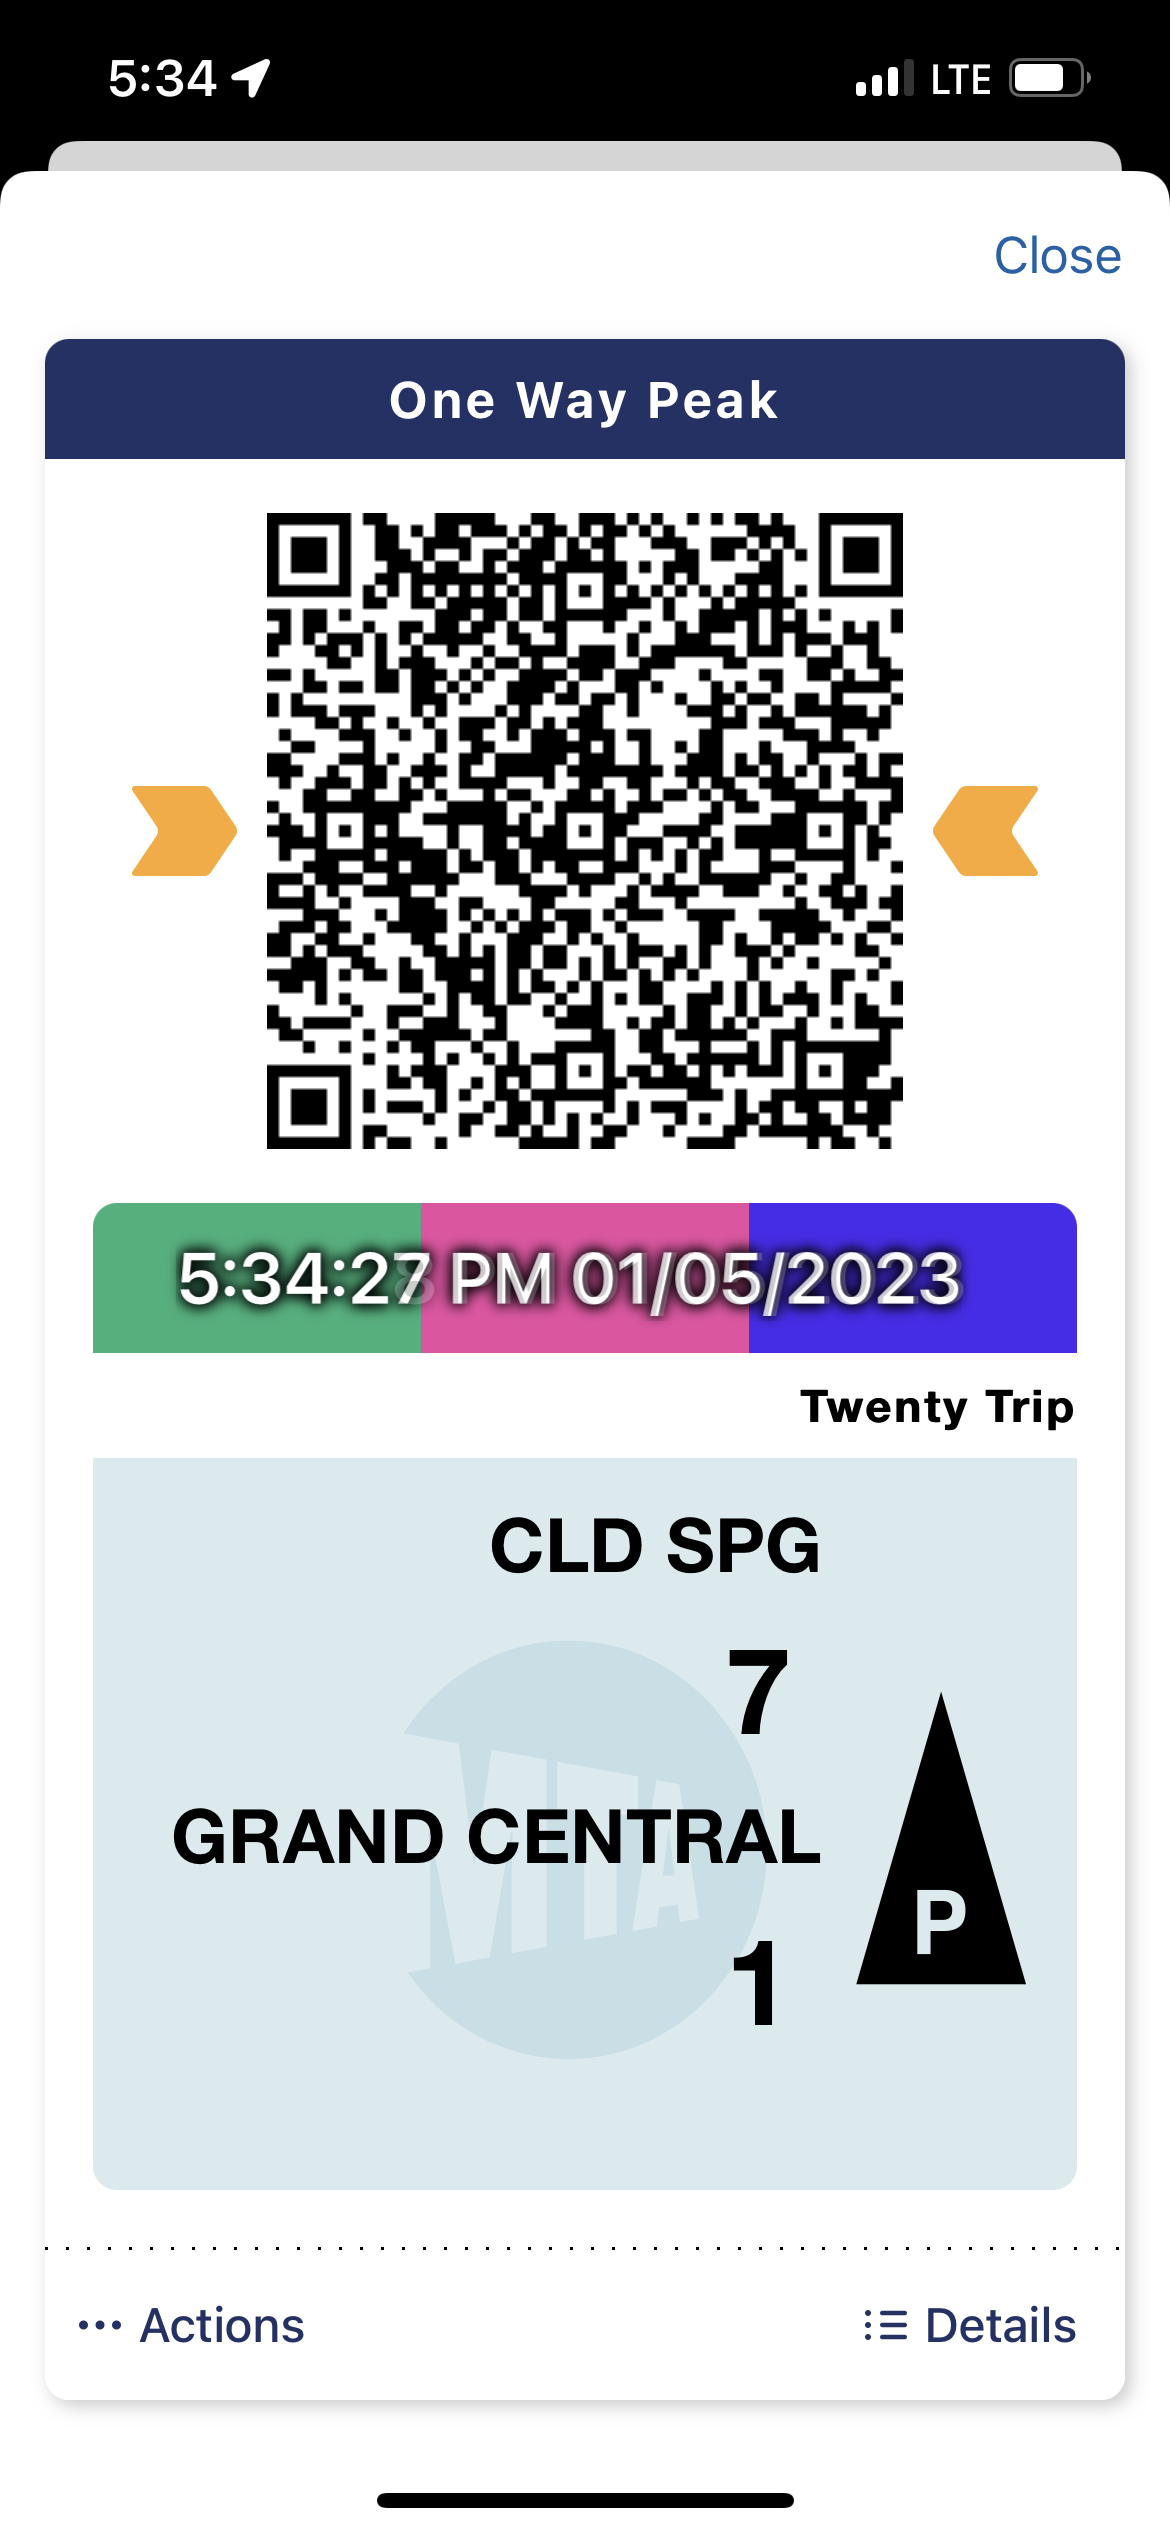 5:34 LTE
Close
One Way Peak
5:34:27 PM 01/05/2023
Twenty Trip
CLD SPG
7
MTA
GRAND CENTRAL
1
P
Actions
Details